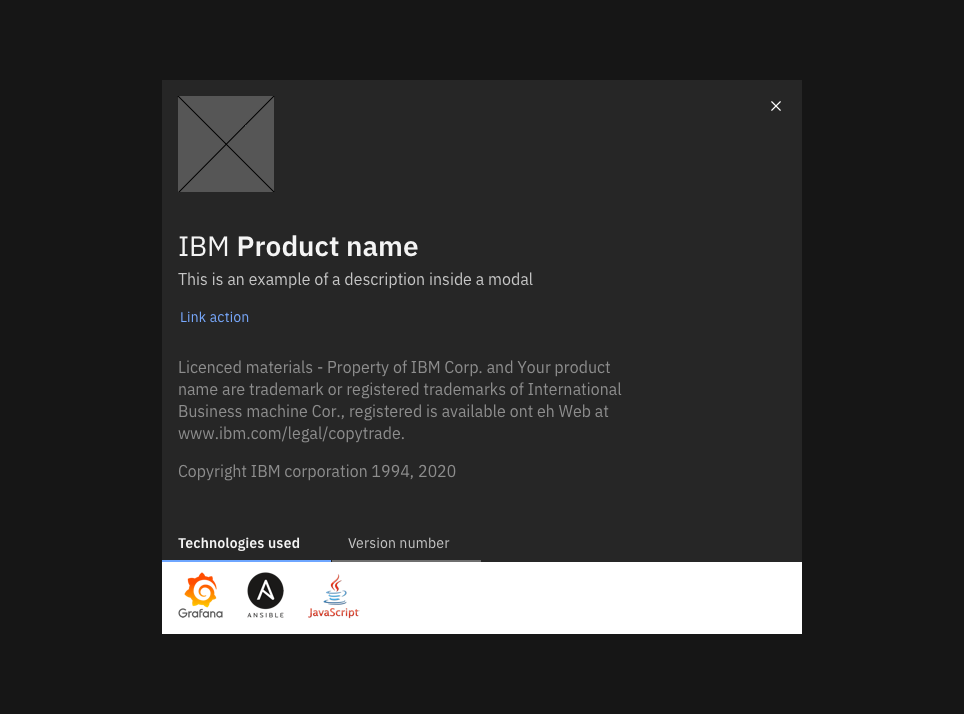 IBM Product name
This is an example of a description inside a modal
Link action
Licenced materials - Property of IBM Corp. and Your product
name are trademark or registered trademarks of International
Business machine Cor., registered is available ont eh Web at
www.ibm.com/legal/copytrade.
Copyright IBM corporation 1994, 2020
Technologies used Version number
Grafana ANSIBLE JavaScript